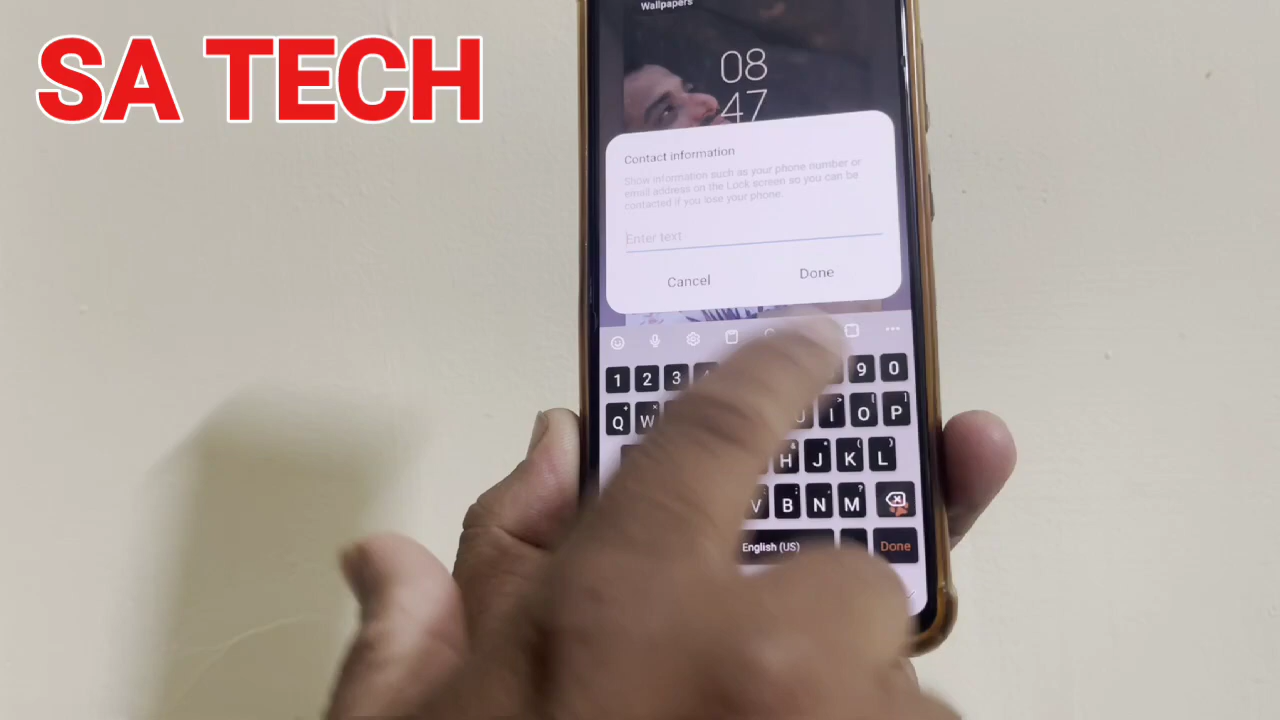 SA TECH
Wallpapers
08
47
Contact information
Show information such as your phone number or
email address on the Lock screen so you can be
contacted if you lose your phone.
Enter text
Cancel
Done
1 2 3 9 0
Q W I O P
H J K L
V B N M
English (US)
Done